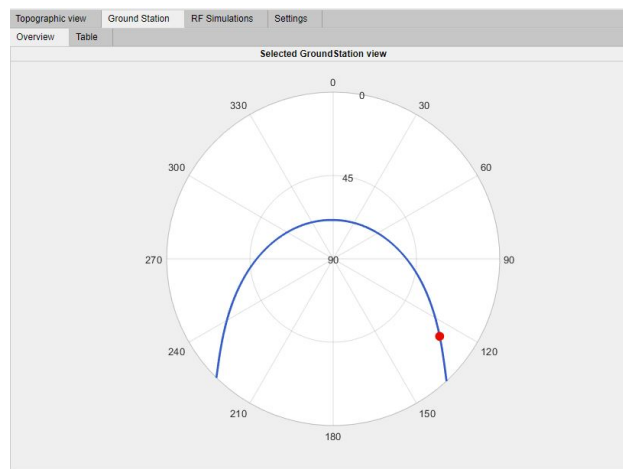 Topographic view Ground Station RF Simulations Settings
Overview Table
Selected GroundStation view
0
0
330 30
300 60
45
270 90 90
240 120
210 150
180